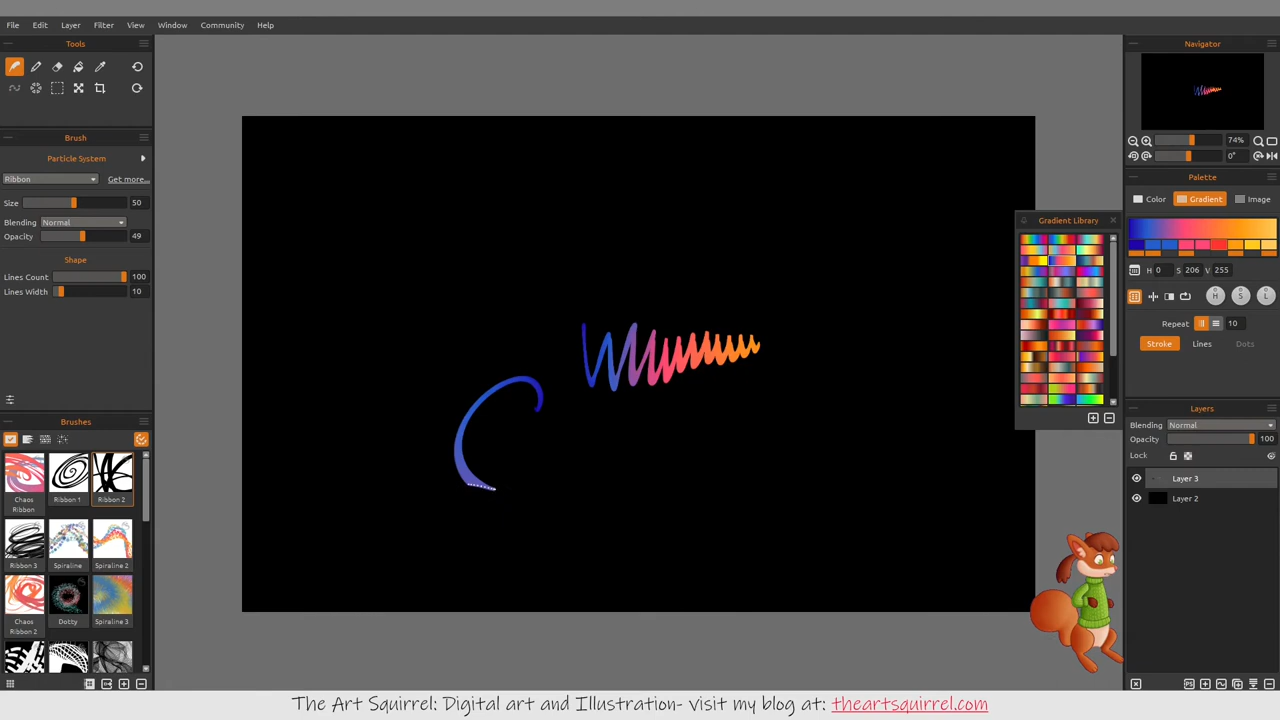 File Edit Layer Filter View Window Community Help
Tools
Brush
Particle System
Ribbon Get more...
Size 50
Blending Normal
Opacity 49
Shape
Lines Count 100
Lines Width 10
Brushes
Chaos Ribbon Ribbon 1 Ribbon 2
Ribbon 3 Spiraline Spiraline 2
Chaos Ribbon 2 Dotty Spiraline 3
Gradient Library
Navigator
74%
0°
Palette
Color Gradient Image
H 0 S 206 V 255
H S L
Repeat 10
Stroke Lines Dots
Layers
Blending Normal
Opacity 100
Lock
Layer 3
Layer 2
PS
The Art Squirrel: Digital art and Illustration- visit my blog at: theartsquirrel.com